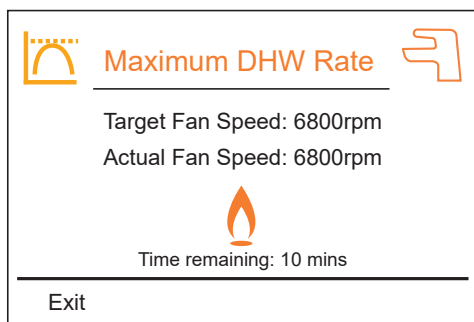 Maximum DHW Rate
Target Fan Speed: 6800rpm
Actual Fan Speed: 6800rpm
Time remaining: 10 mins
Exit